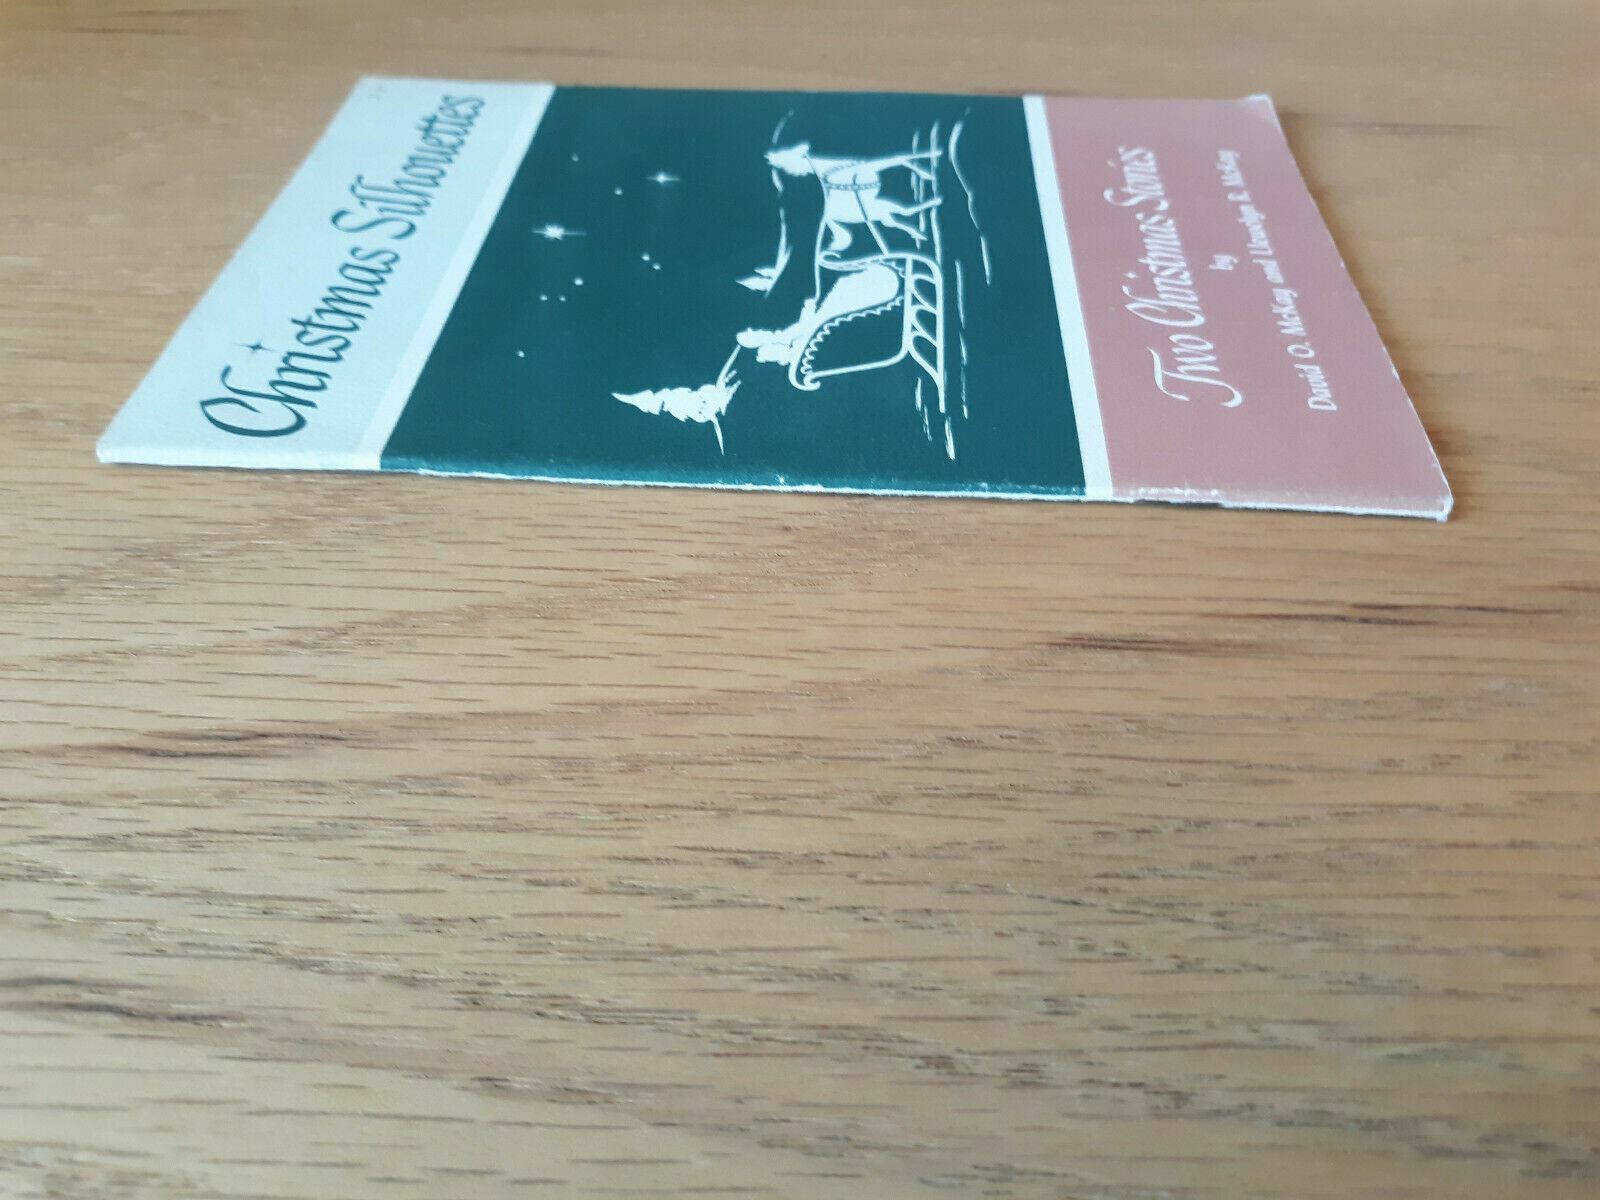 Christmas Silhouettes
Two Christmas Stories
by
David O. McKay and Llewelyn R. McKay